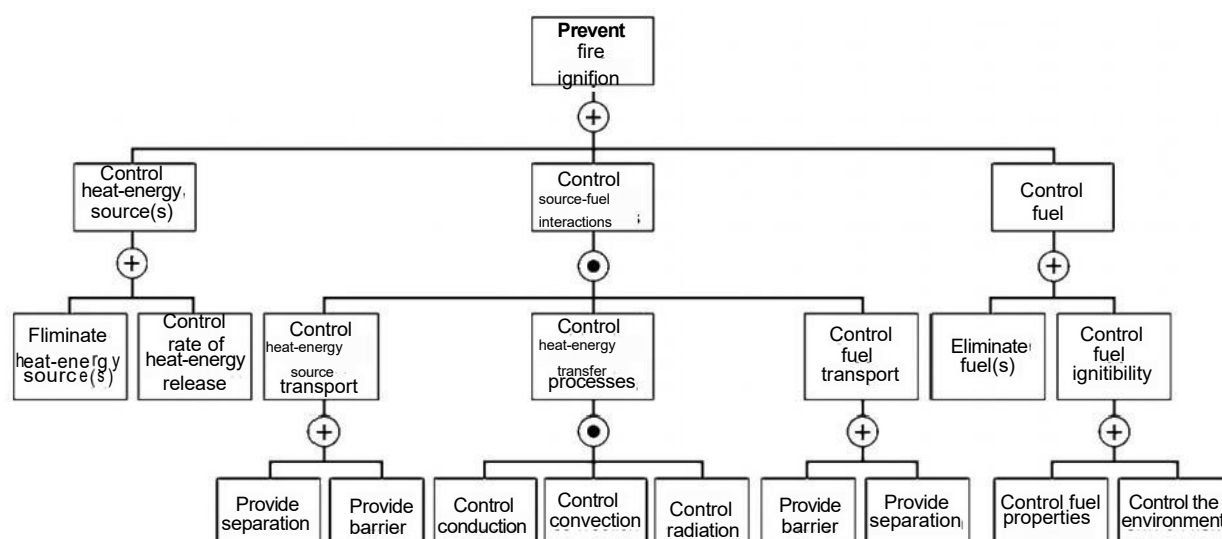 Prevent
fire
ignifion
Control
heat-energy
source(s)
Control
source-fuel
interactions
Control
fuel
Fliminate
heat-energy
source(s)
Control
rate of
heat-energy
release
Control
heat-energy
source
transport
Control
heat-energy
transfer
processes
Control
fuel
transport
Eliminate
fuel(s)
Control
fuel
ignitibility
Provide
separation
Provide
barrier
Control
conduction
Control
convection
Control
radiation
Provide
barrier
Provide
separation
Control fuel
properties
Control the
environment